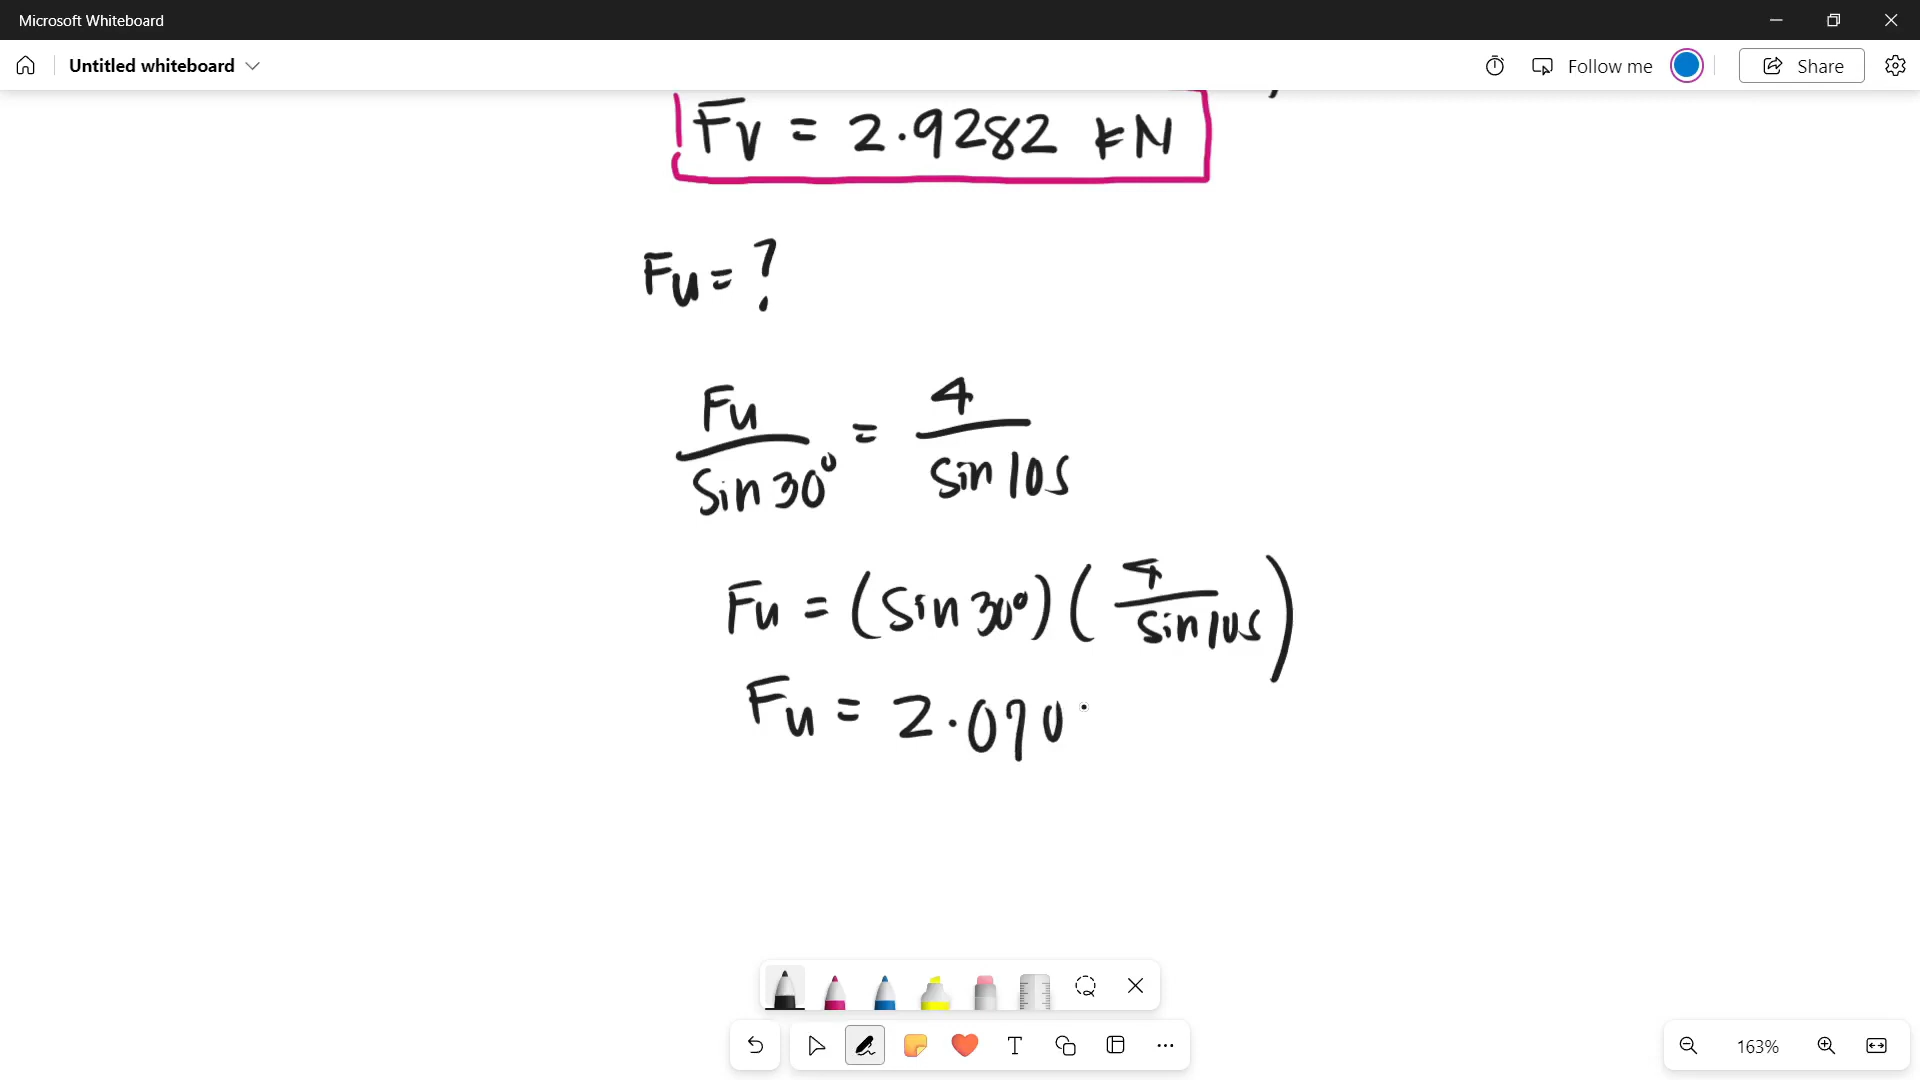 Microsoft Whiteboard
Untitled whiteboard
Follow me
Share
Fv = 2.9282 kN
Fu = ?
Fu / Sin 30° = 4 / Sin 105
Fu = (Sin 30°) ( 4 / Sin 105 )
Fu = 2.070
163%